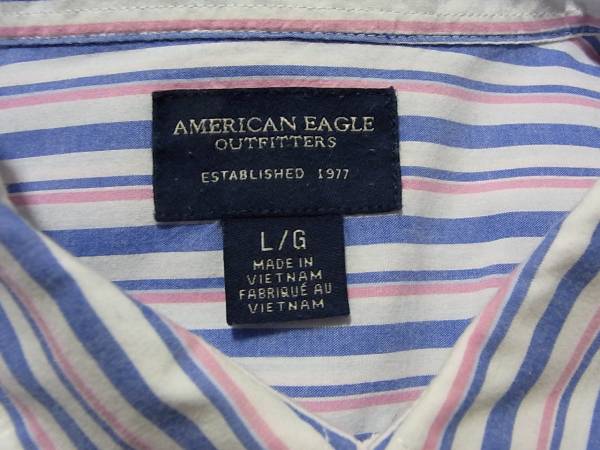 AMERICAN EAGLE
OUTFITTERS
ESTABLISHED 1977
L/G
MADE IN
VIETNAM
FABRIQUÉ AU
VIETNAM